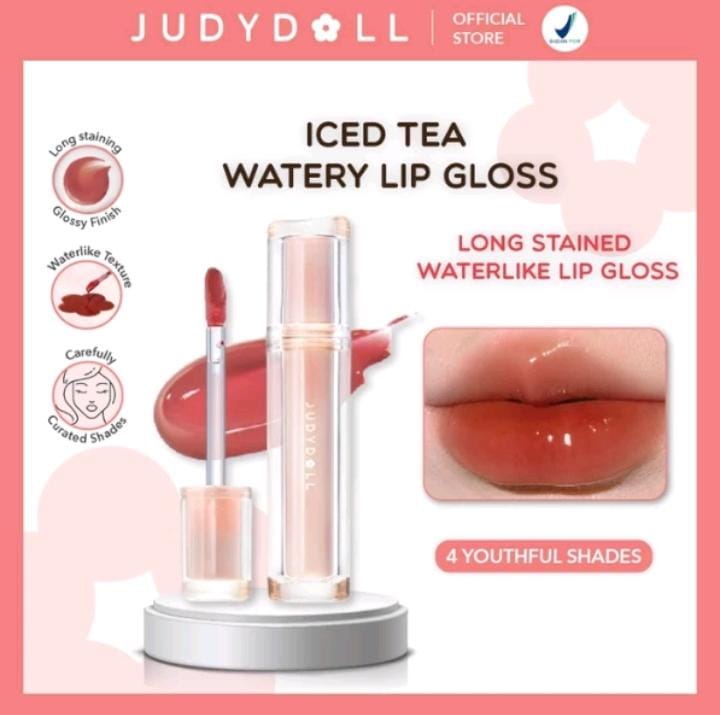 JUDYDOLL
OFFICIAL
STORE
ICED TEA
WATERY LIP GLOSS
Long staining
Glossy Finish
LONG STAINED
WATERLIKE LIP GLOSS
Waterlike Texture
Carefully
Curated Shades
JUDYDOLL
4 YOUTHFUL SHADES